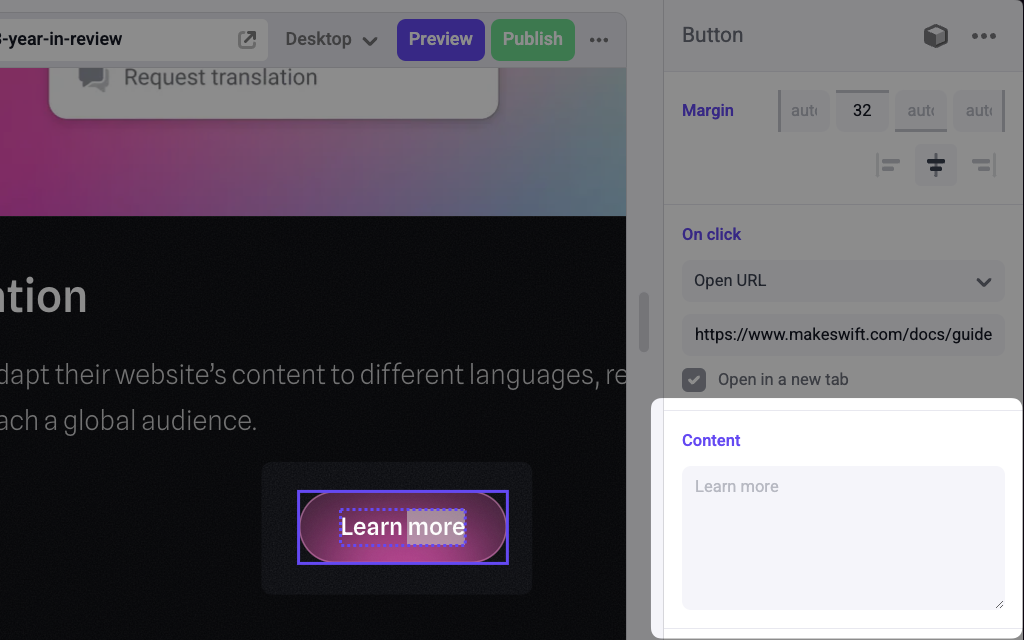 -year-in-review
Desktop
Preview
Publish
Request translation
ation
dapt their website’s content to different languages, re
ach a global audience.
Learn more
Button
Margin
auto
32
auto
auto
On click
Open URL
https://www.makeswift.com/docs/guide
Open in a new tab
Content
Learn more